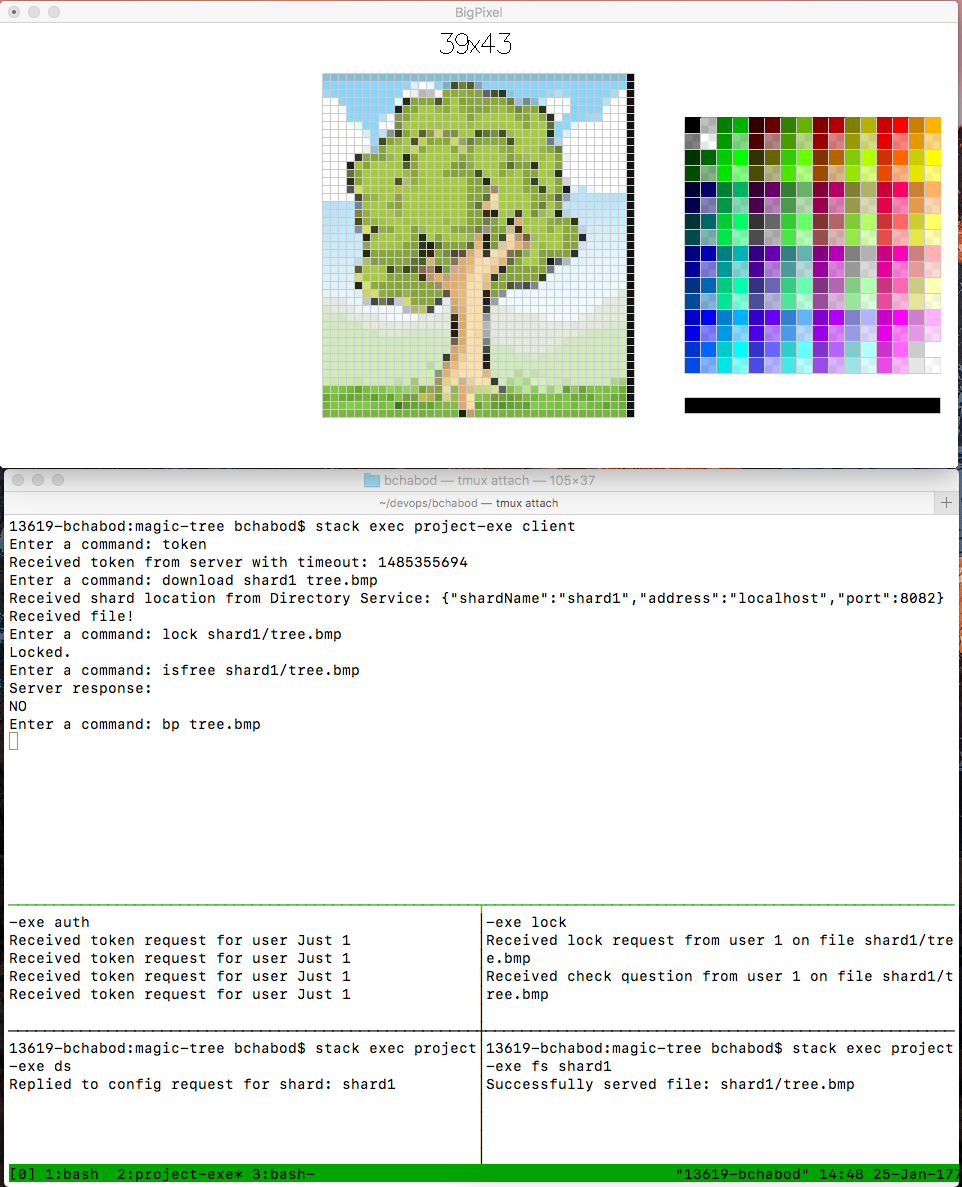 BigPixel
39x43
bchabod — tmux attach — 105×37
~/devops/bchabod — tmux attach
+
13619-bchabod:magic-tree bchabod$ stack exec project-exe client
Enter a command: token
Received token from server with timeout: 1485355694
Enter a command: download shard1 tree.bmp
Received shard location from Directory Service: {"shardName":"shard1","address":"localhost","port":8082}
Received file!
Enter a command: lock shard1/tree.bmp
Locked.
Enter a command: isfree shard1/tree.bmp
Server response:
NO
Enter a command: bp tree.bmp
-exe auth
Received token request for user Just 1
Received token request for user Just 1
Received token request for user Just 1
Received token request for user Just 1
-exe lock
Received lock request from user 1 on file shard1/tre
e.bmp
Received check question from user 1 on file shard1/t
ree.bmp
13619-bchabod:magic-tree bchabod$ stack exec project
-exe ds
Replied to config request for shard: shard1
13619-bchabod:magic-tree bchabod$ stack exec project
-exe fs shard1
Successfully served file: shard1/tree.bmp
[0] 1:bash  2:project-exe* 3:bash- "13619-bchabod" 14:48 25-Jan-177